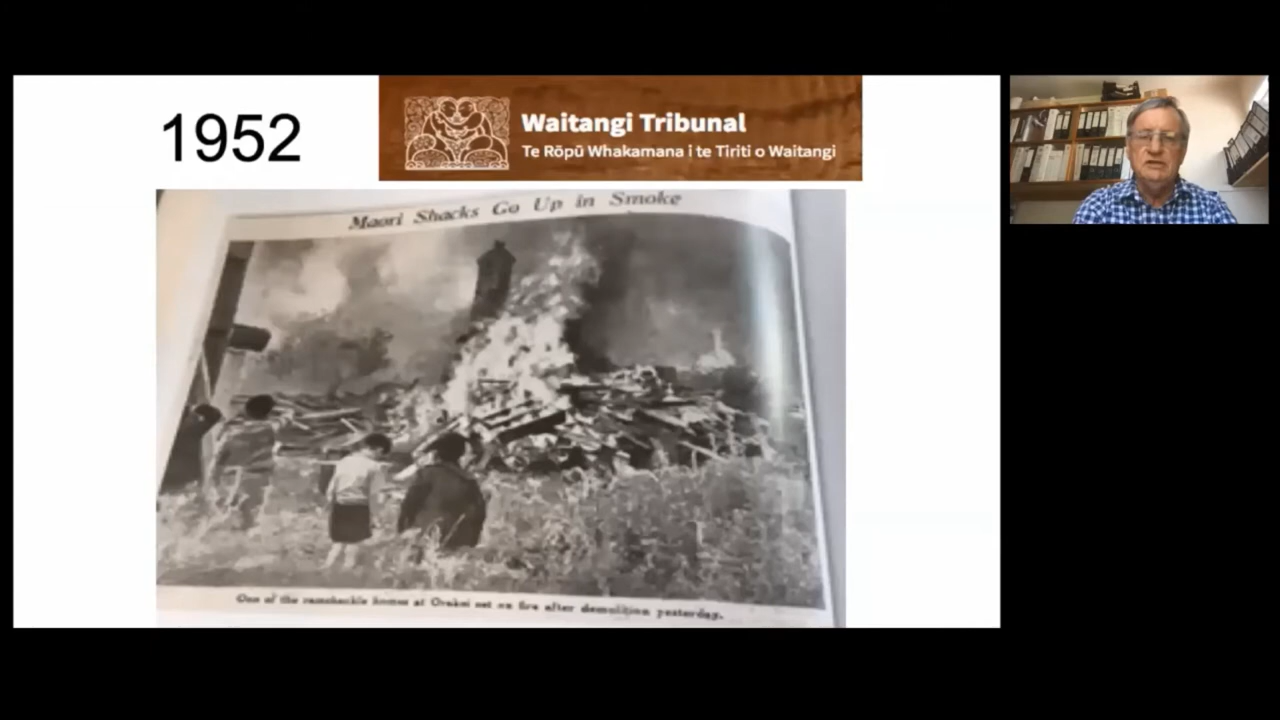 1952
Waitangi Tribunal
Te Rōpū Whakamana i te Tiriti o Waitangi
Maori Shacks Go Up in Smoke
One of the ramshackle homes at Orakei set on fire after demolition yesterday.